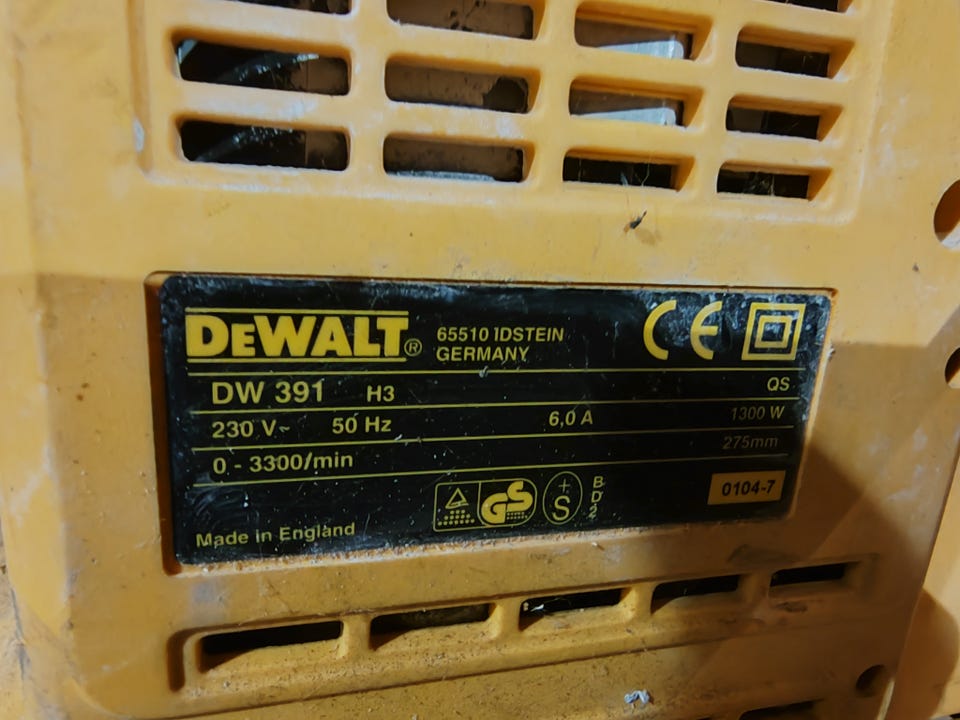 DEWALT® 65510 IDSTEIN
GERMANY
CE
DW 391 H3 QS
230 V~ 50 Hz 6,0 A 1300 W
0 - 3300/min 275mm
GS
+S
BD2
0104-7
Made in England